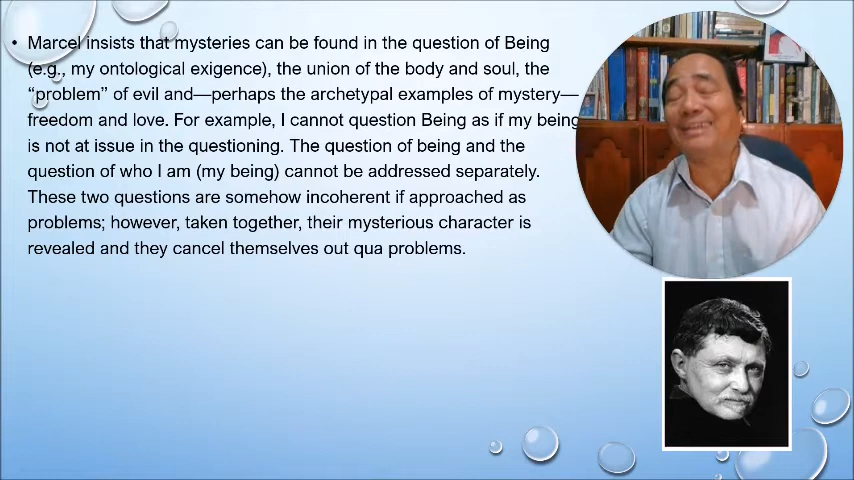 • Marcel insists that mysteries can be found in the question of Being
(e.g., my ontological exigence), the union of the body and soul, the
“problem” of evil and—perhaps the archetypal examples of mystery—
freedom and love. For example, I cannot question Being as if my being
is not at issue in the questioning. The question of being and the
question of who I am (my being) cannot be addressed separately.
These two questions are somehow incoherent if approached as
problems; however, taken together, their mysterious character is
revealed and they cancel themselves out qua problems.